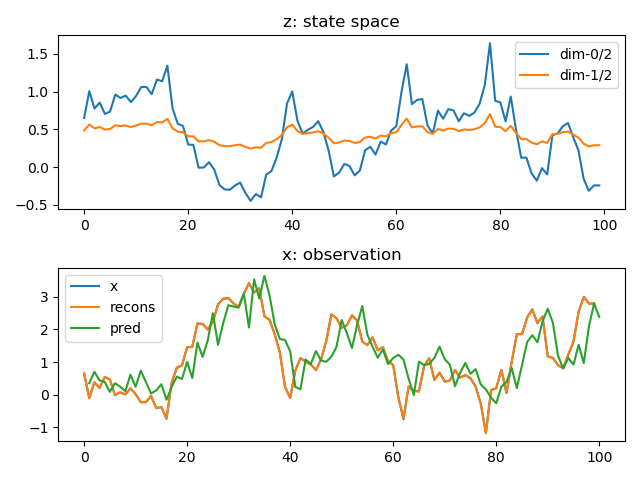 z: state space
1.5
1.0
0.5
0.0
−0.5
dim-0/2
dim-1/2
0 20 40 60 80 100
x: observation
3
2
1
0
−1
x
recons
pred
0 20 40 60 80 100